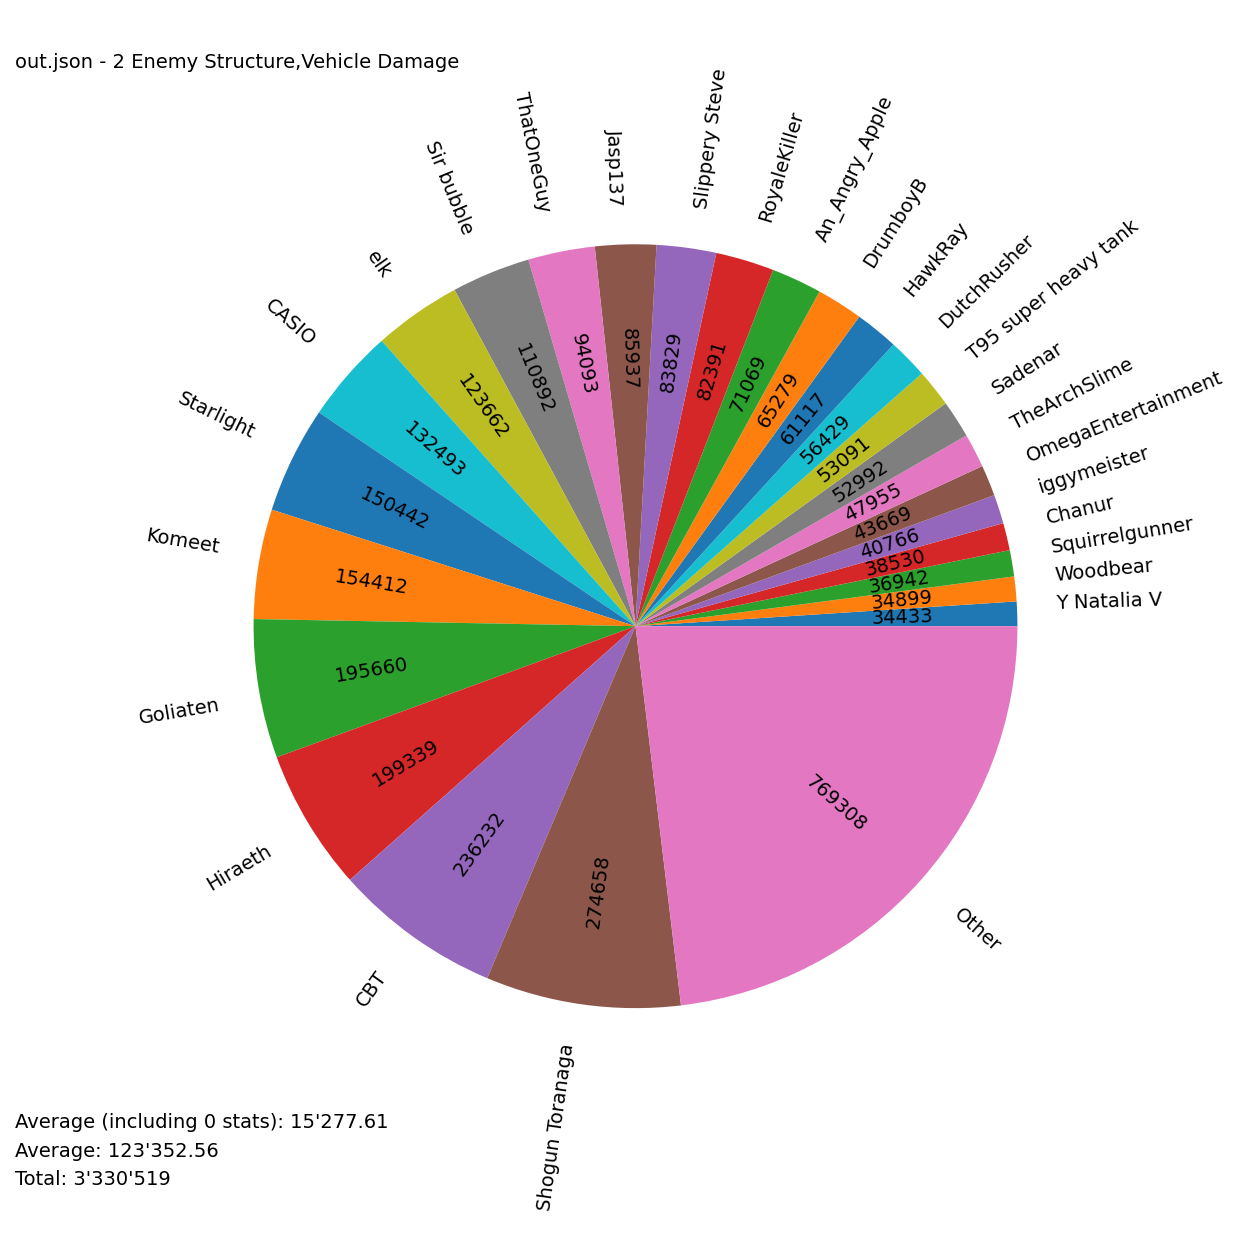 out.json - 2 Enemy Structure,Vehicle Damage
Y Natalia V
34433
Woodbear
34899
Squirrelgunner
36942
Chanur
38530
iggymeister
40766
OmegaEntertainment
43669
TheArchSlime
47955
Sadenar
52992
T95 super heavy tank
53091
DutchRusher
56429
HawkRay
61117
DrumboyB
65279
An_Angry_Apple
71069
RoyaleKiller
82391
Slippery Steve
83829
Jasp137
85937
ThatOneGuy
94093
Sir bubble
110892
elk
123662
CASIO
132493
Starlight
150442
Komeet
154412
Goliaten
195660
Hiraeth
199339
CBT
236232
Shogun Toranaga
274658
Other
769308
Average (including 0 stats): 15'277.61
Average: 123'352.56
Total: 3'330'519